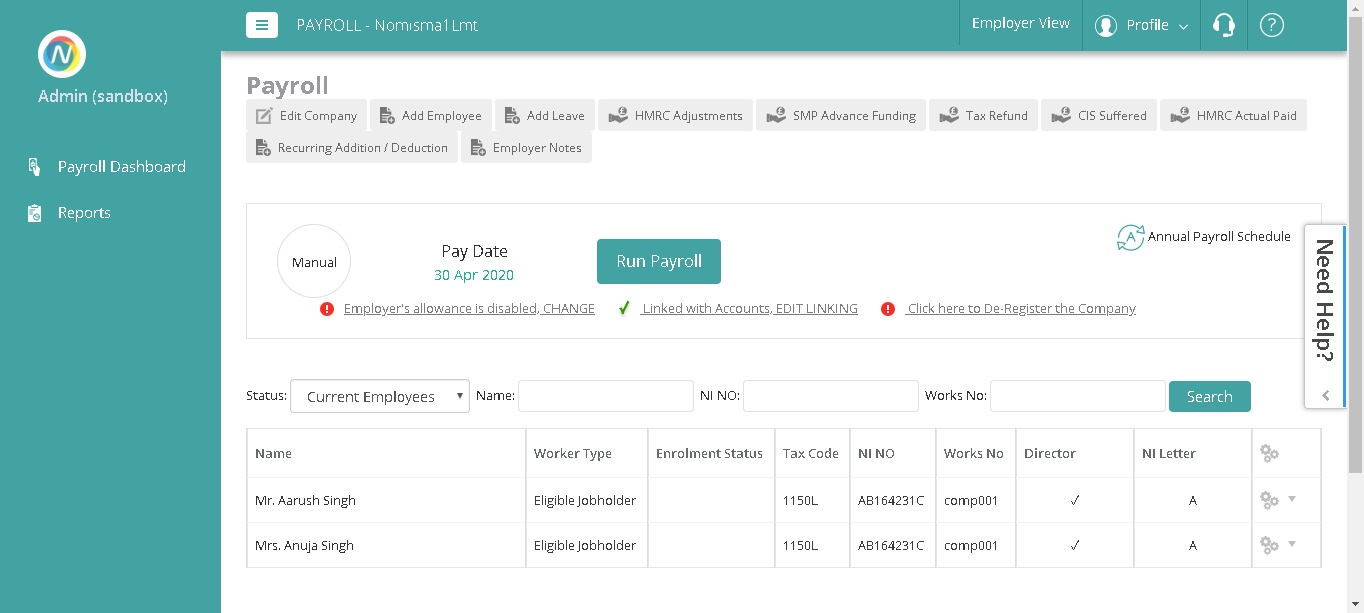 PAYROLL - Nomisma1Lmt
Employer View
Profile
?
N
Admin (sandbox)
Payroll Dashboard
Reports
Payroll
Edit Company
Add Employee
Add Leave
HMRC Adjustments
SMP Advance Funding
Tax Refund
CIS Suffered
HMRC Actual Paid
Recurring Addition / Deduction
Employer Notes
Manual
Pay Date
30 Apr 2020
Run Payroll
A Annual Payroll Schedule
Employer's allowance is disabled, CHANGE
Linked with Accounts, EDIT LINKING
Click here to De-Register the Company
Need Help?
Status: Current Employees Name: NI NO: Works No: Search
Name Worker Type Enrolment Status Tax Code NI NO Works No Director NI Letter
Mr. Aarush Singh Eligible Jobholder 1150L AB164231C comp001 ✓ A
Mrs. Anuja Singh Eligible Jobholder 1150L AB164231C comp001 ✓ A